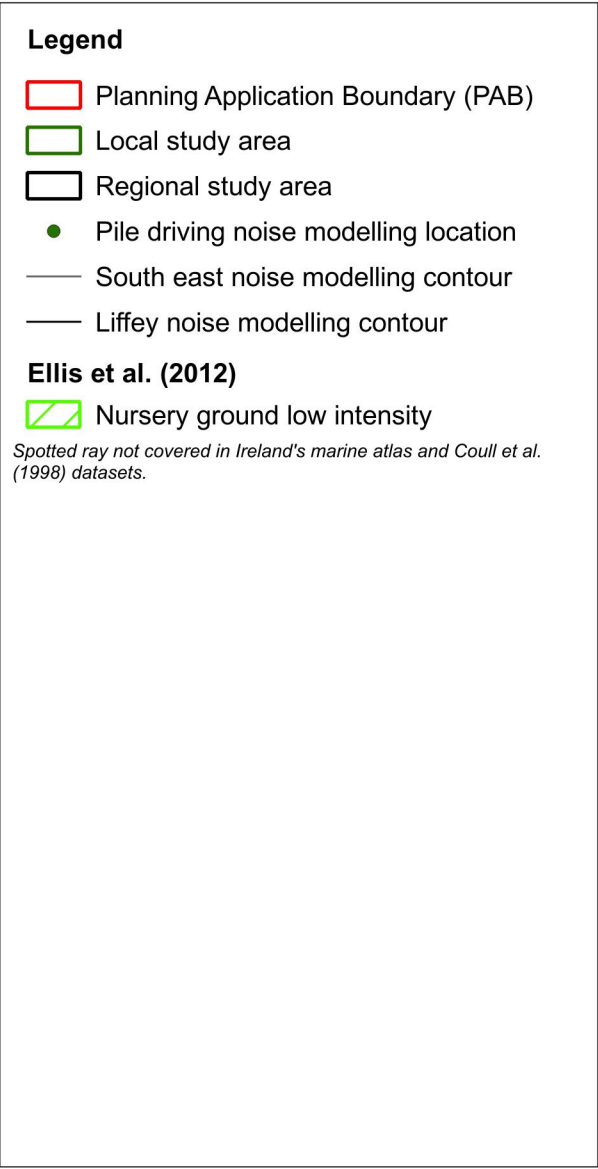 Legend
Planning Application Boundary (PAB)
Local study area
Regional study area
Pile driving noise modelling location
South east noise modelling contour
Liffey noise modelling contour
Ellis et al. (2012)
Nursery ground low intensity
Spotted ray not covered in Ireland's marine atlas and Coull et al.
(1998) datasets.